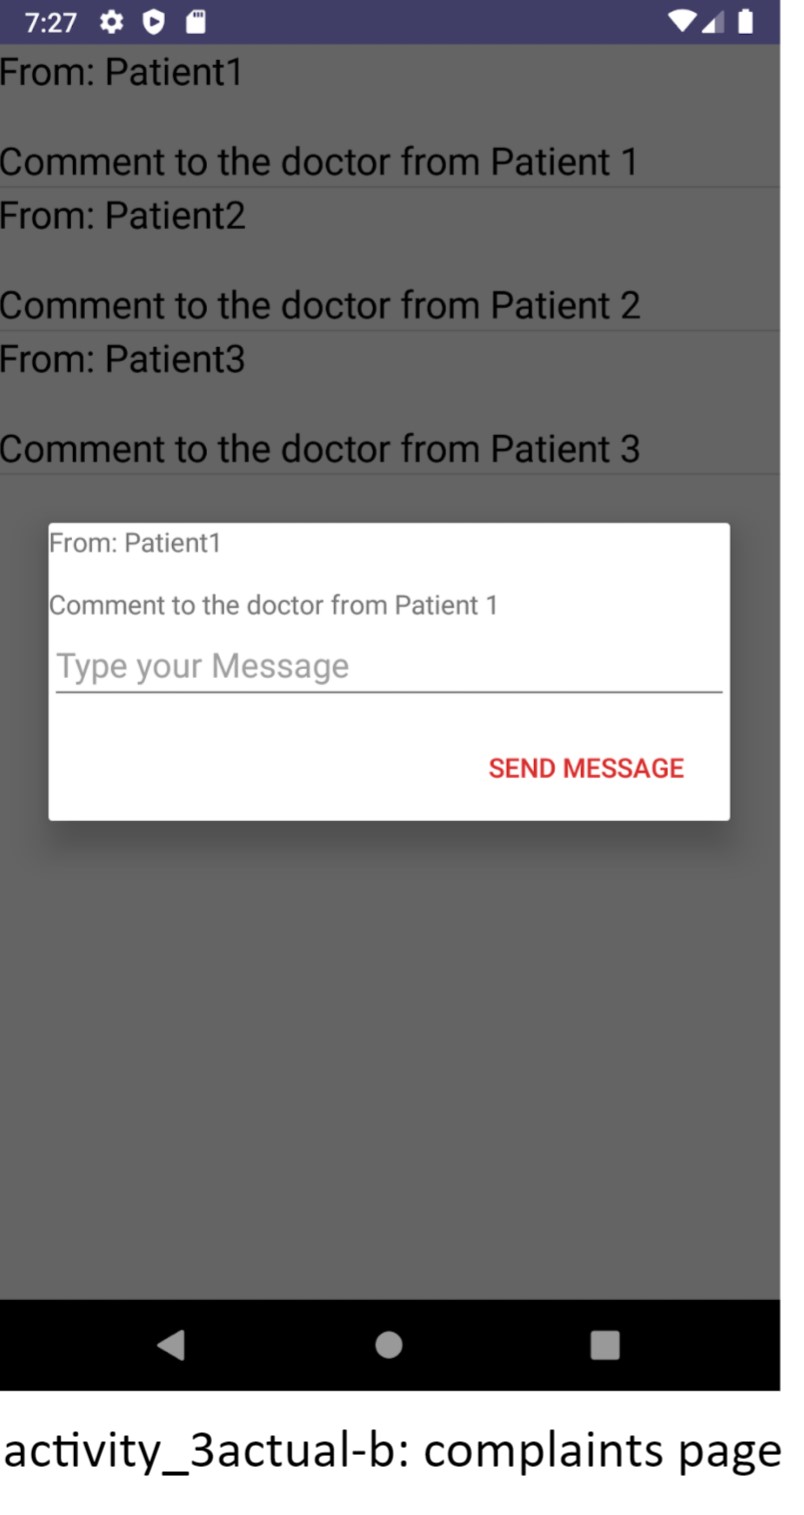 7:27
From: Patient1
Comment to the doctor from Patient 1
From: Patient2
Comment to the doctor from Patient 2
From: Patient3
Comment to the doctor from Patient 3
From: Patient1
Comment to the doctor from Patient 1
Type your Message
SEND MESSAGE
activity_3actual-b: complaints page